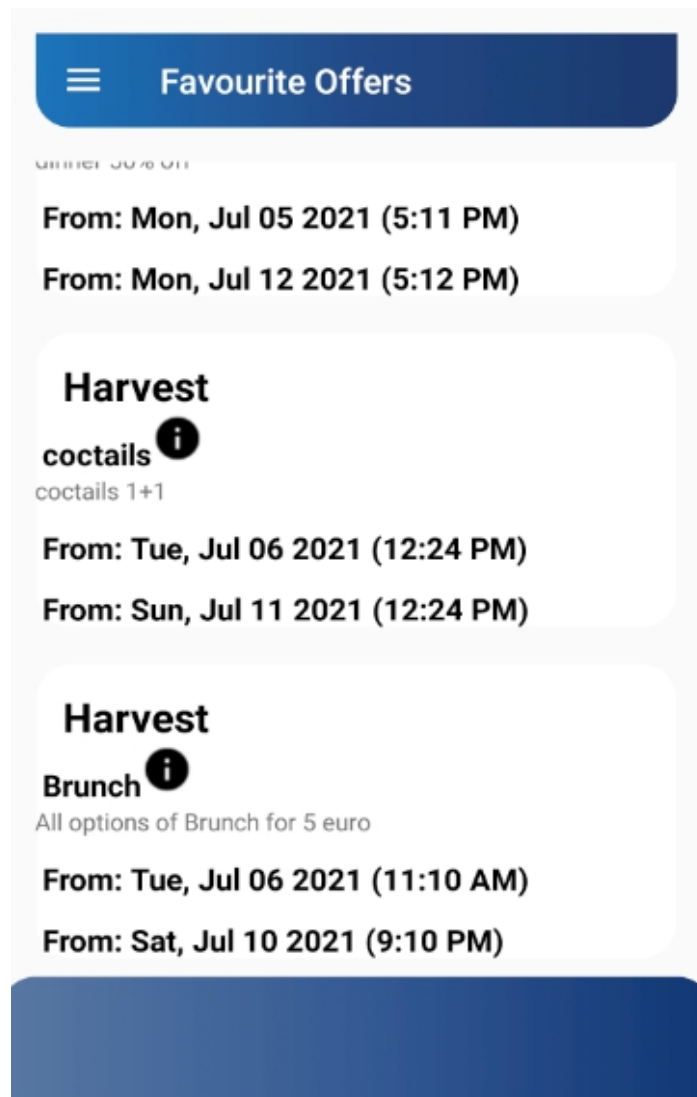 Favourite Offers
dinner 50% off
From: Mon, Jul 05 2021 (5:11 PM)
From: Mon, Jul 12 2021 (5:12 PM)
Harvest
coctails
coctails 1+1
From: Tue, Jul 06 2021 (12:24 PM)
From: Sun, Jul 11 2021 (12:24 PM)
Harvest
Brunch
All options of Brunch for 5 euro
From: Tue, Jul 06 2021 (11:10 AM)
From: Sat, Jul 10 2021 (9:10 PM)